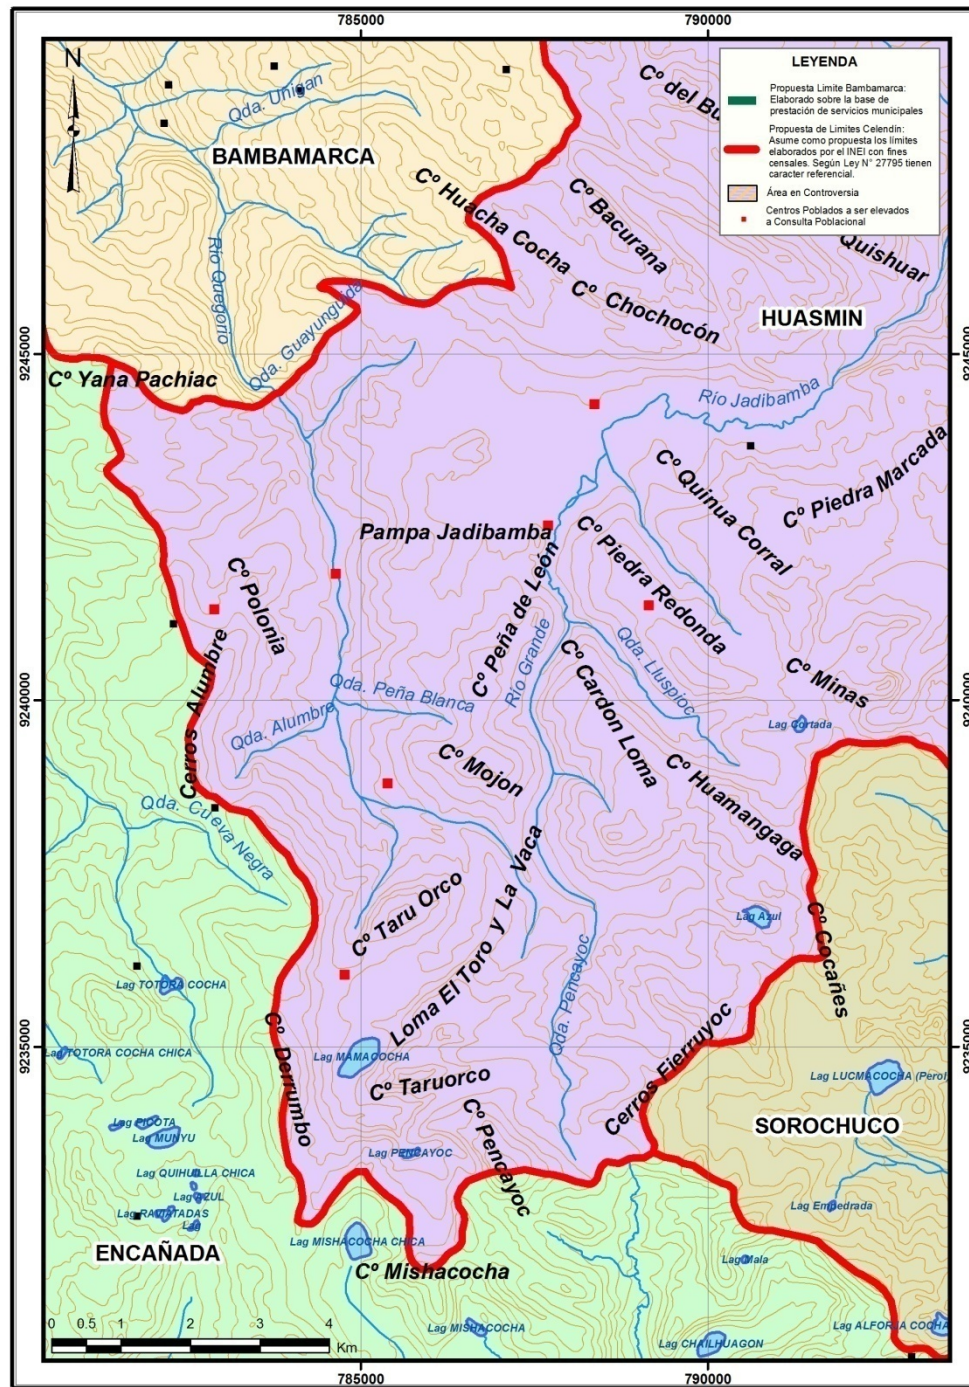 785000
790000
N
LEYENDA
Propuesta Limite Bambamarca:
Elaborado sobre la base de
prestación de servicios municipales
Propuesta de Limites Celendín:
Asume como propuesta los límites
elaborados por el INEI con fines
censales. Según Ley N° 27795 tienen
caracter referencial.
Área en Controversia
Centros Poblados a ser elevados
a Consulta Poblacional
Cº del Bu
Qda. Unigan
BAMBAMARCA
Cº Huacha Cocha
Cº Bacurana
Quishuar
Río Quegorio
Qda. Guayunguida
Cº Chochocón
HUASMIN
9245000
9245000
Cº Yana Pachiac
Río Jadibamba
Cº Quinua Corral
Cº Piedra Marcada
Pampa Jadibamba
Cº Piedra Redonda
Cº Polonia
Cº Peña de León
Cerros Alumbre
Río Grande
Qda. Lluspioc
Cº Cardon Loma
Cº Minas
9240000
9240000
Qda. Peña Blanca
Qda. Alumbre
Lag Cortada
Cº Mojon
Cº Huamangaga
Qda. Cueva Negra
Cº Taru Orco
Loma El Toro y La Vaca
Lag Azul
Cº Cocañes
Qda. Pencayoc
Lag TOTORA COCHA
Cº Derrumbo
Cerros Fierruyoc
9235000
9235000
Lag TOTORA COCHA CHICA
Lag MAMACOCHA
Cº Taruorco
Lag LUCMACOCHA (Perol)
Lag PICOTA
Lag MUNYU
Cº Pencayoc
SOROCHUCO
Lag PENCAYOC
Lag QUIHUILLA CHICA
Lag AZUL
Lag RAVIATADAS
Lag
Lag Empedrada
ENCAÑADA
Lag MISHACOCHA CHICA
Cº Mishacocha
Lag Mala
0 0.5 1 2 3 4
Km
Lag MISHACOCHA
Lag CHAILHUAGON
Lag ALFORJA COCHA
785000
790000